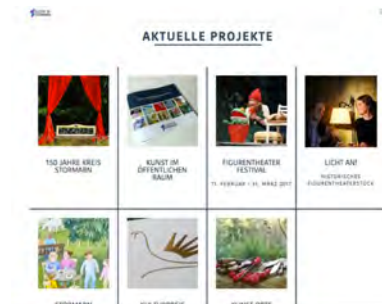 AKTUELLE PROJEKTE
150 JAHRE KREIS
STORMARN
KUNST IM
ÖFFENTLICHEN
RAUM
FIGURENTHEATER
FESTIVAL
11. FEBRUAR - 31. MÄRZ 2017
LICHT AN!
HISTORISCHES
FIGURENTHEATERSTÜCK
STORMARN